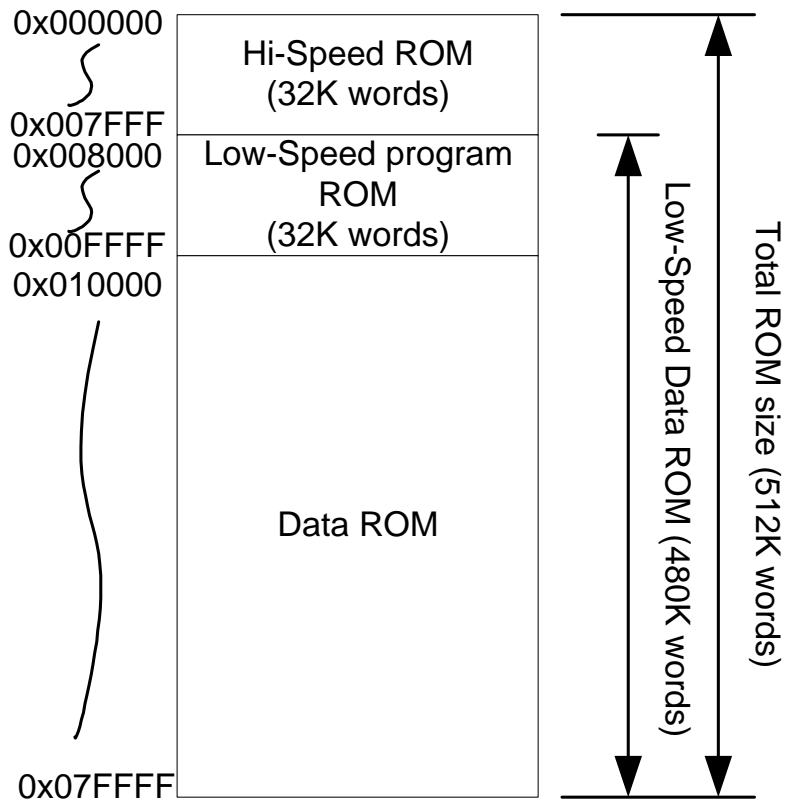 0x000000
Hi-Speed ROM
(32K words)
0x007FFF
0x008000
Low-Speed program
ROM
(32K words)
0x00FFFF
0x010000
Data ROM
0x07FFFF
Low-Speed Data ROM (480K words)
Total ROM size (512K words)